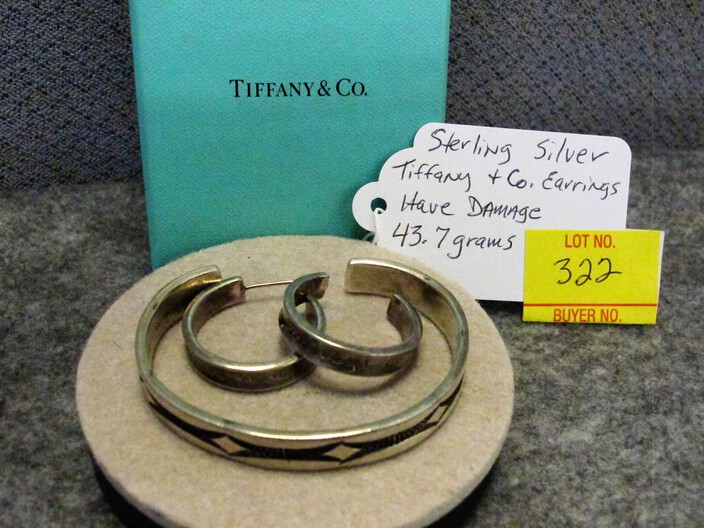 TIFFANY & CO.
Sterling Silver
Tiffany + Co. Earrings
Have DAMAGE
43.7 grams
LOT NO.
322
BUYER NO.